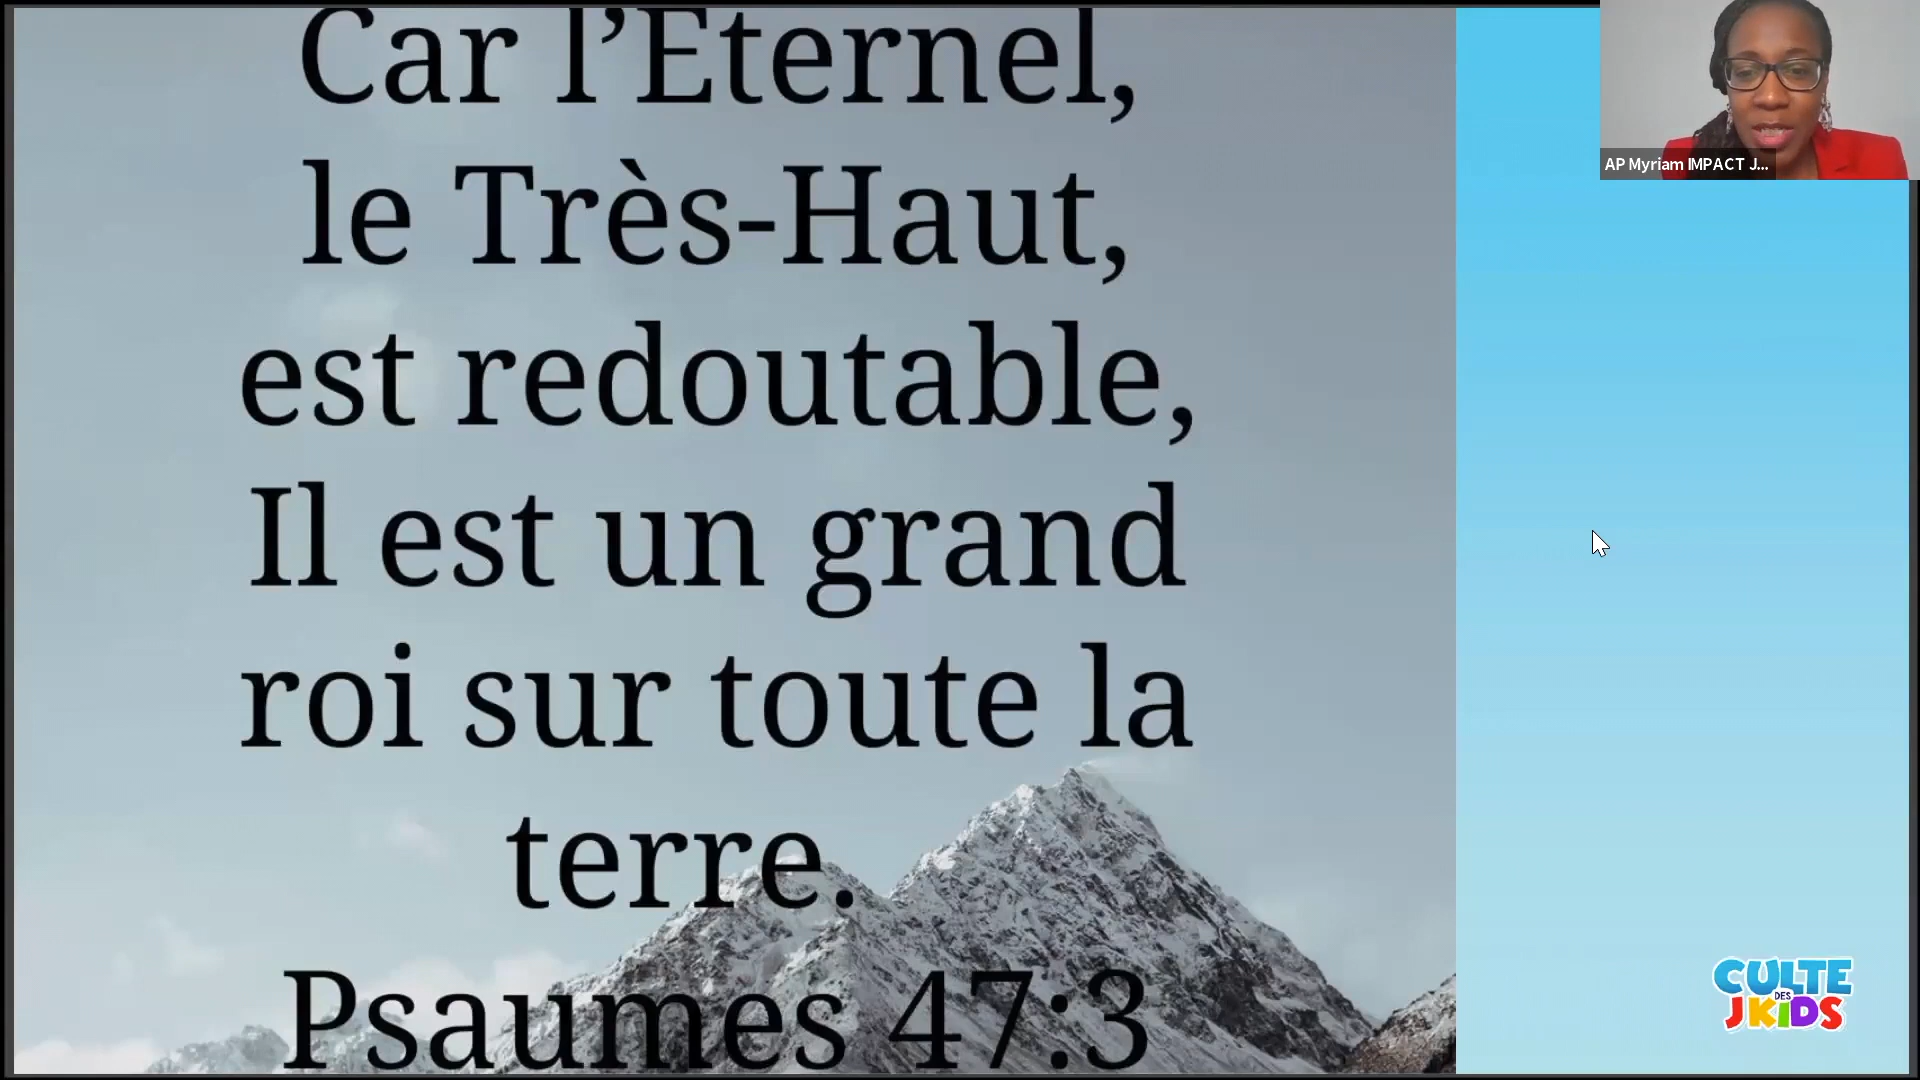 Car l’Eternel,
le Très-Haut,
est redoutable,
Il est un grand
roi sur toute la
terre.
Psaumes 47:3
AP Myriam IMPACT J...
CULTE
DES
JKIDS